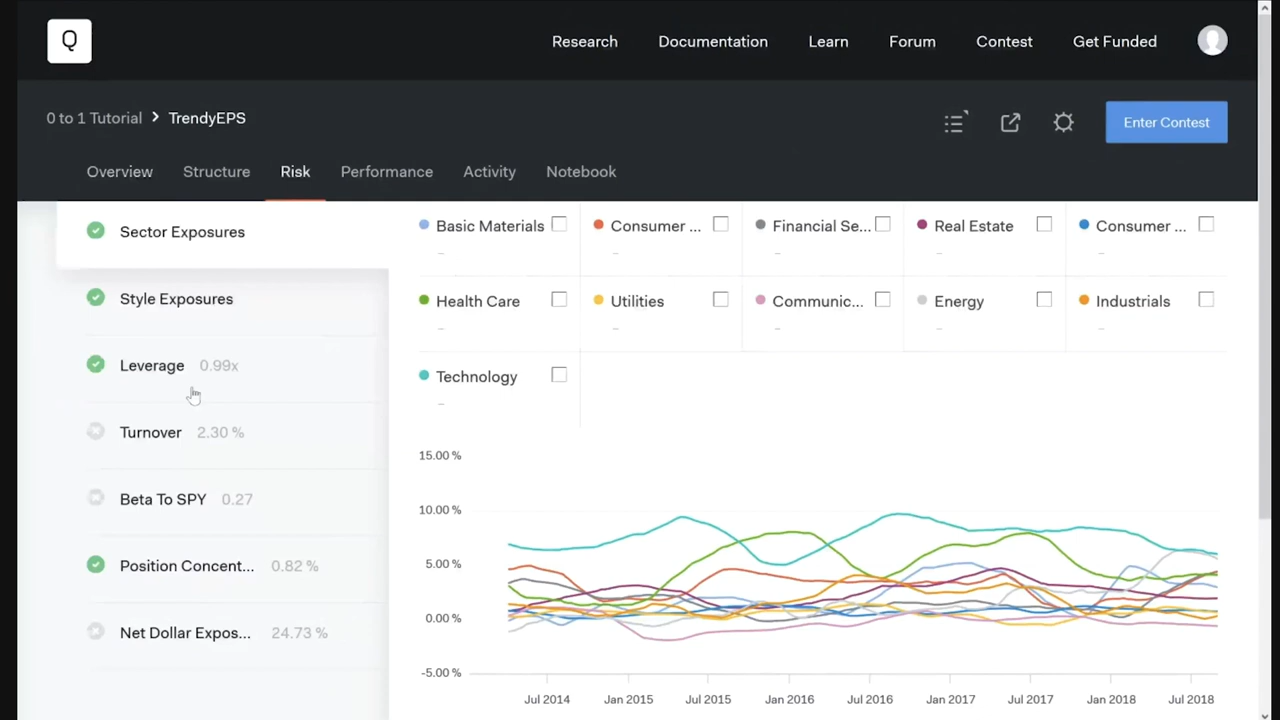 Q
Research Documentation Learn Forum Contest Get Funded
0 to 1 Tutorial > TrendyEPS
Enter Contest
Overview Structure Risk Performance Activity Notebook
Sector Exposures
Style Exposures
Leverage 0.99x
Turnover 2.30 %
Beta To SPY 0.27
Position Concent... 0.82 %
Net Dollar Expos... 24.73 %
Basic Materials Consumer ... Financial Se... Real Estate Consumer ...
– – – – –
Health Care Utilities Communic... Energy Industrials
– – – – –
Technology
–
15.00 %
10.00 %
5.00 %
0.00 %
-5.00 %
Jul 2014 Jan 2015 Jul 2015 Jan 2016 Jul 2016 Jan 2017 Jul 2017 Jan 2018 Jul 2018